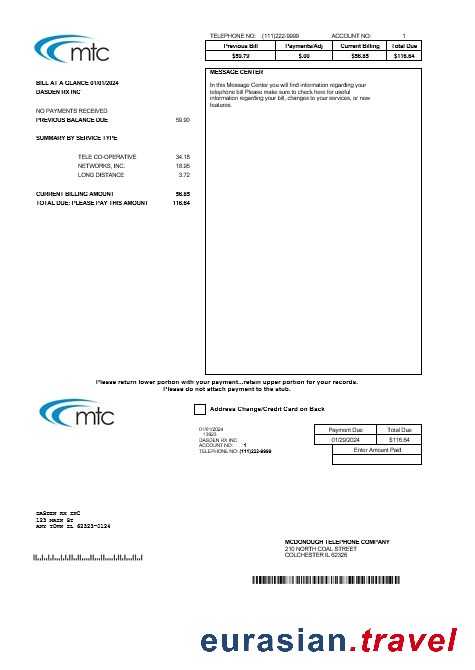 mtc
TELEPHONE NO: (111)222-9999 ACCOUNT NO: 1
Previous Bill Payments/Adj Current Billing Total Due
$59.79 $.00 $56.85 $116.64
BILL AT A GLANCE 01/01/2024
DASDEN RX INC
NO PAYMENTS RECEIVED
PREVIOUS BALANCE DUE 59.90
SUMMARY BY SERVICE TYPE
TELE CO-OPERATIVE 34.18
NETWORKS, INC. 18.95
LONG DISTANCE 3.72
CURRENT BILLING AMOUNT 56.85
TOTAL DUE: PLEASE PAY THIS AMOUNT 116.64
MESSAGE CENTER
In this Message Center you will find information regarding your
telephone bill Please make sure to check here for useful
information regarding your bill, changes to your services, or new
features.
Please return lower portion with your payment...retain upper portion for your records.
Please do not attach payment to the stub.
mtc
Address Change/Credit Card on Back
01/01/2024
13923
DASDEN RX INC
ACCOUNT NO: 1
TELEPHONE NO: (111)222-9999
Payment Due Total Due
01/29/2024 $116.64
Enter Amount Paid
DASDEN RX INC
123 MAIN ST
ANY TOWN IL 62323-0124
MCDONOUGH TELEPHONE COMPANY
210 NORTH COAL STREET
COLCHESTER IL 62326
eurasian.travel